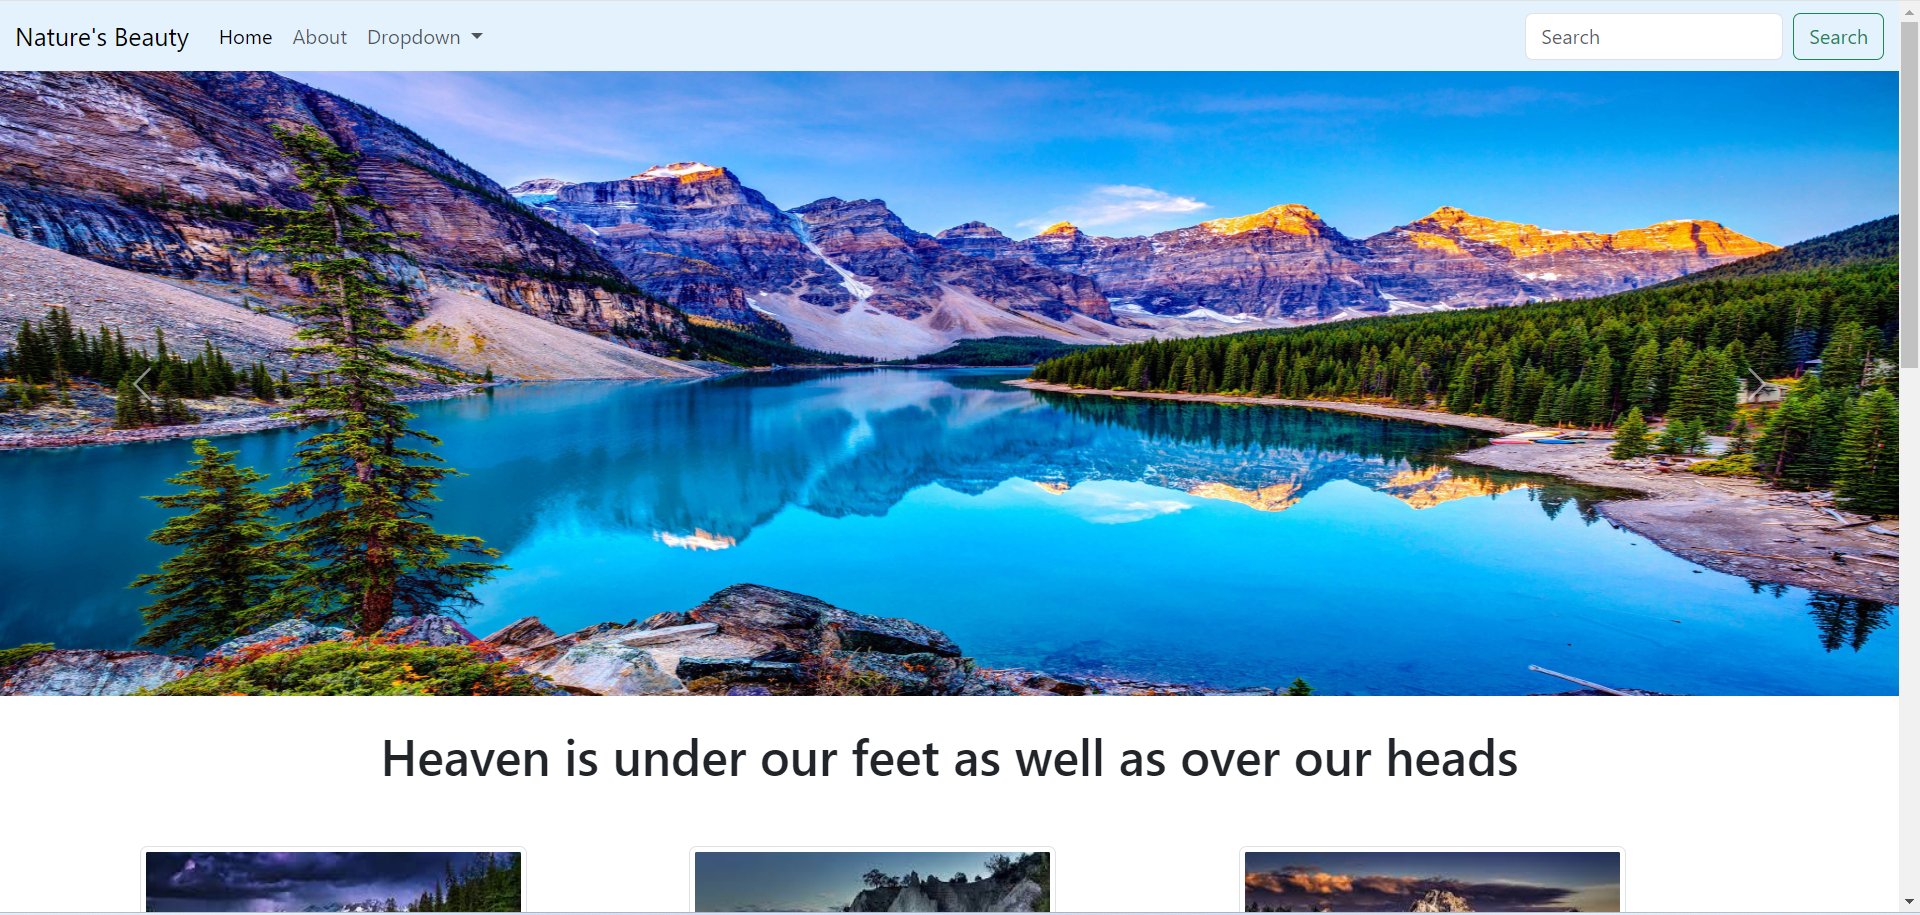 Nature's Beauty Home About Dropdown Search Search
Heaven is under our feet as well as over our heads